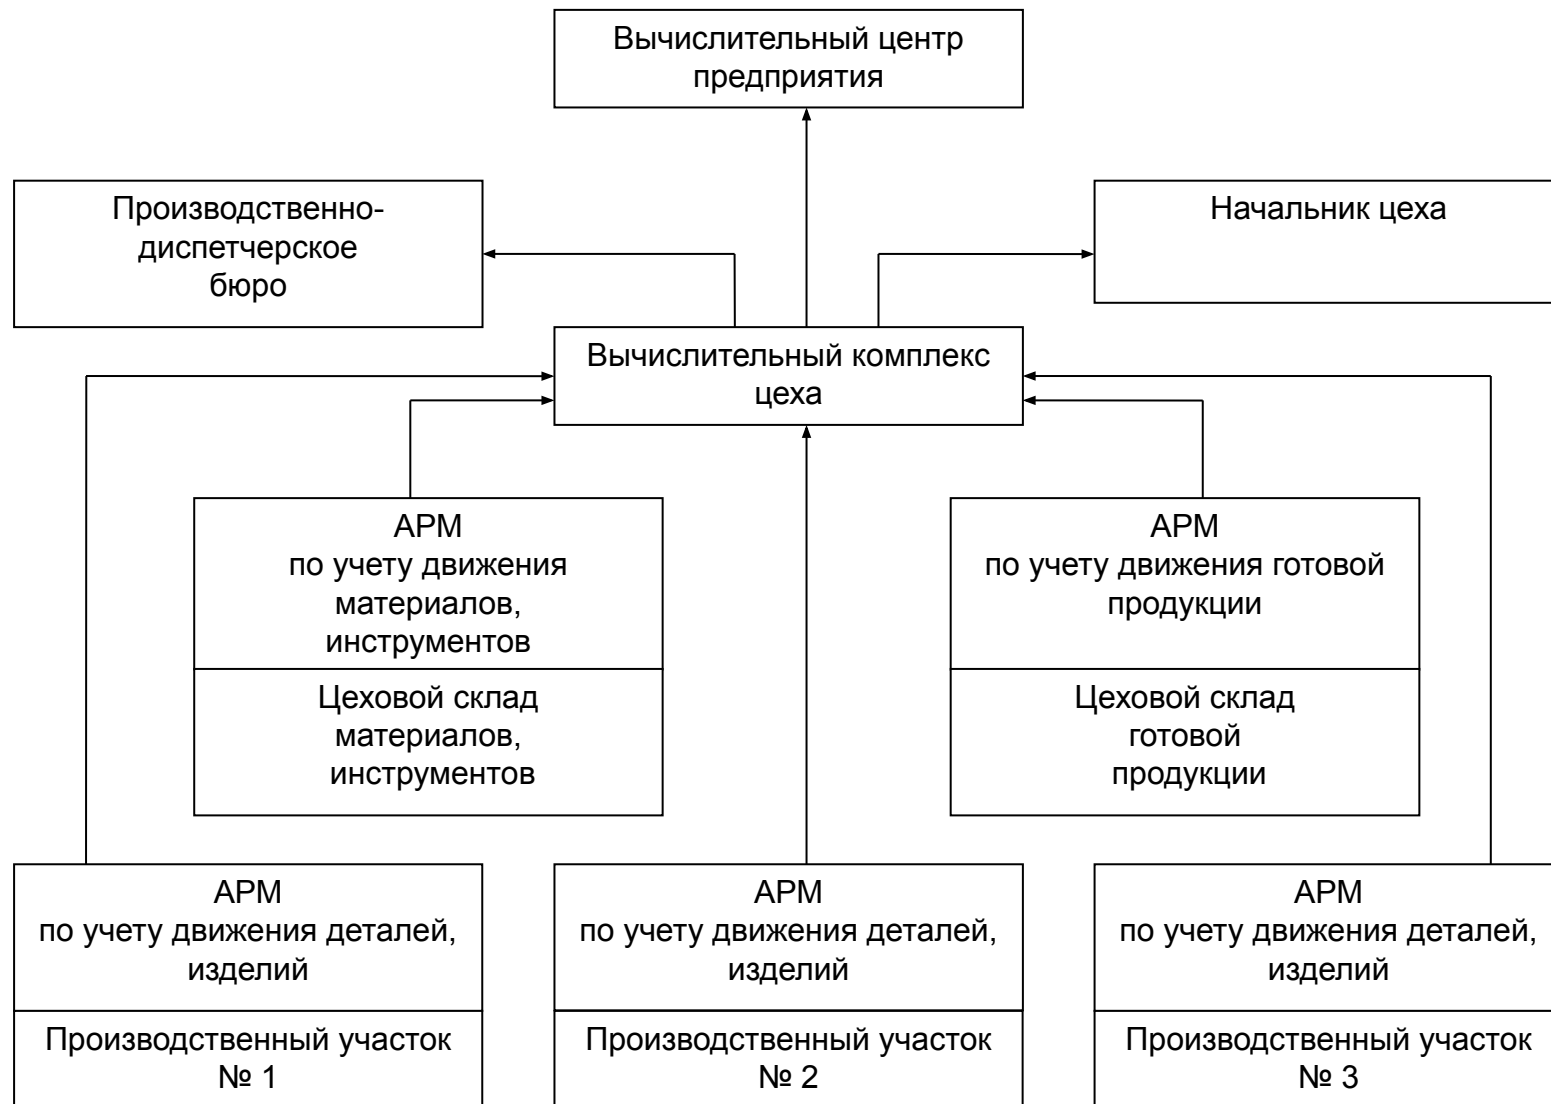 Вычислительный центр
предприятия
Производственно-
диспетчерское
бюро
Начальник цеха
Вычислительный комплекс
цеха
АРМ
по учету движения
материалов,
инструментов
Цеховой склад
материалов,
инструментов
АРМ
по учету движения готовой
продукции
Цеховой склад
готовой
продукции
АРМ
по учету движения деталей,
изделий
Производственный участок
№ 1
АРМ
по учету движения деталей,
изделий
Производственный участок
№ 2
АРМ
по учету движения деталей,
изделий
Производственный участок
№ 3